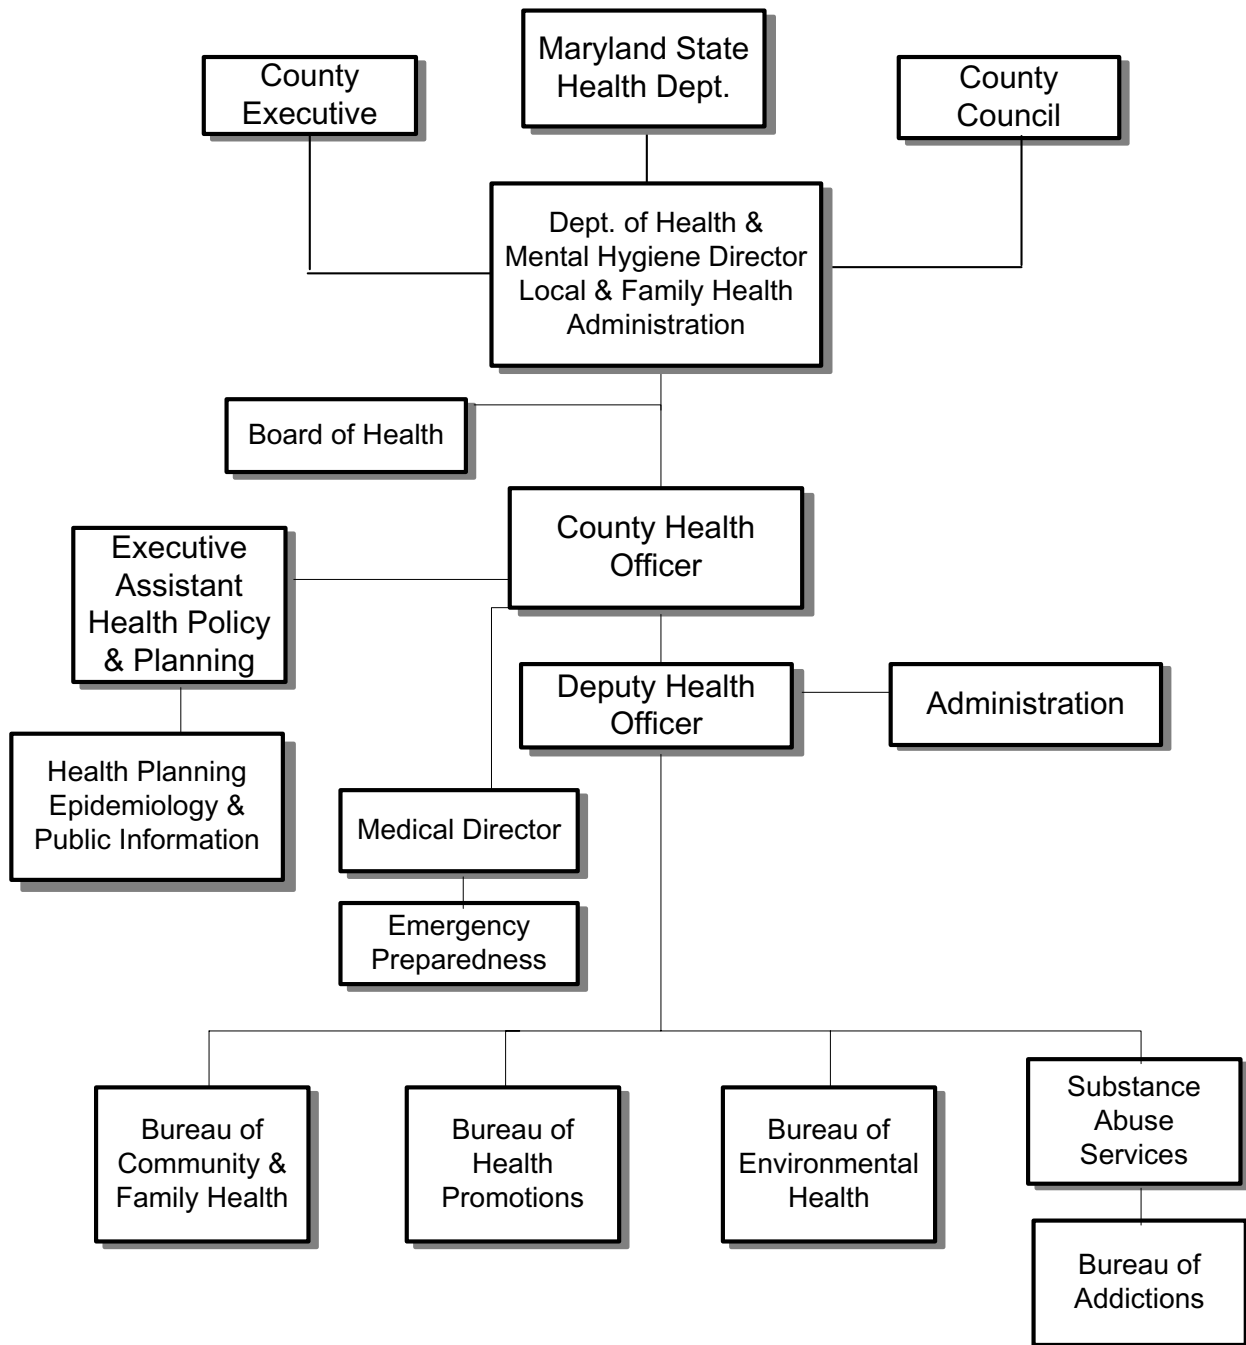 Maryland State
Health Dept.
County
Executive
County
Council
Dept. of Health &
Mental Hygiene Director
Local & Family Health
Administration
Board of Health
County Health
Officer
Executive
Assistant
Health Policy
& Planning
Deputy Health
Officer
Administration
Health Planning
Epidemiology &
Public Information
Medical Director
Emergency
Preparedness
Bureau of
Community &
Family Health
Bureau of
Health
Promotions
Bureau of
Environmental
Health
Substance
Abuse
Services
Bureau of
Addictions